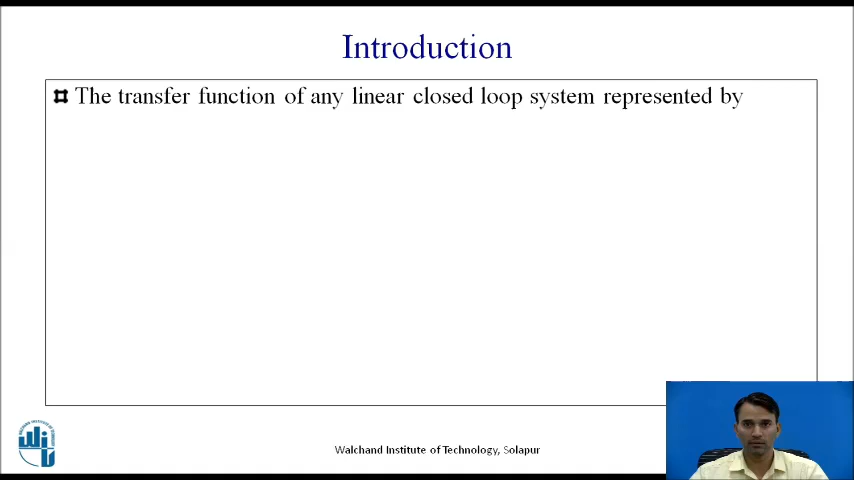 Introduction
The transfer function of any linear closed loop system represented by
Walchand Institute of Technology, Solapur